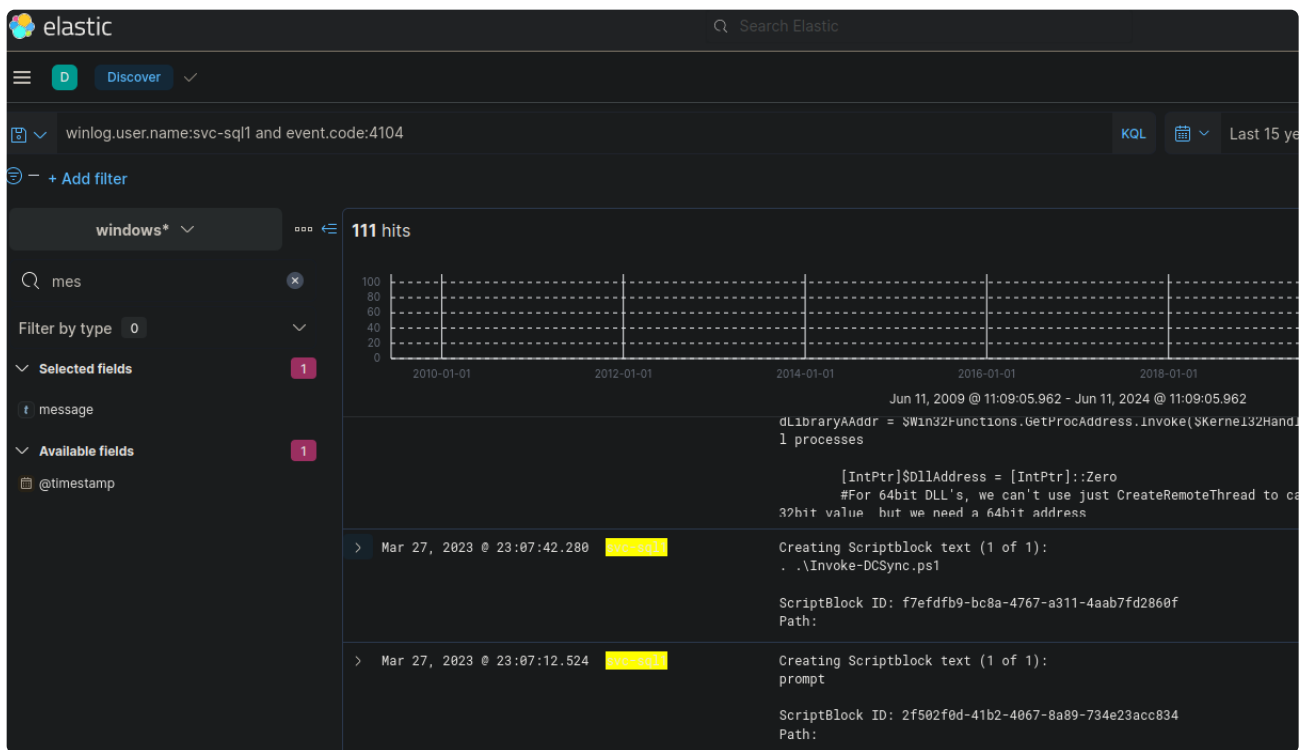 elastic
Search Elastic
D
Discover
winlog.user.name:svc-sql1 and event.code:4104
KQL
Last 15 ye
+ Add filter
windows*
111 hits
mes
Filter by type 0
Selected fields 1
t message
Available fields 1
@timestamp
100
80
60
40
20
0
2010-01-01 2012-01-01 2014-01-01 2016-01-01 2018-01-01
Jun 11, 2009 @ 11:09:05.962 - Jun 11, 2024 @ 11:09:05.962
dLibraryAAddr = $Win32Functions.GetProcAddress.Invoke($Kernel32Handl
l processes
[IntPtr]$DllAddress = [IntPtr]::Zero
#For 64bit DLL's, we can't use just CreateRemoteThread to ca
32bit value but we need a 64bit address
Mar 27, 2023 @ 23:07:42.280
Creating Scriptblock text (1 of 1):
. .\Invoke-DCSync.ps1
ScriptBlock ID: f7efdfb9-bc8a-4767-a311-4aab7fd2860f
Path:
Mar 27, 2023 @ 23:07:12.524
Creating Scriptblock text (1 of 1):
prompt
ScriptBlock ID: 2f502f0d-41b2-4067-8a89-734e23acc834
Path: